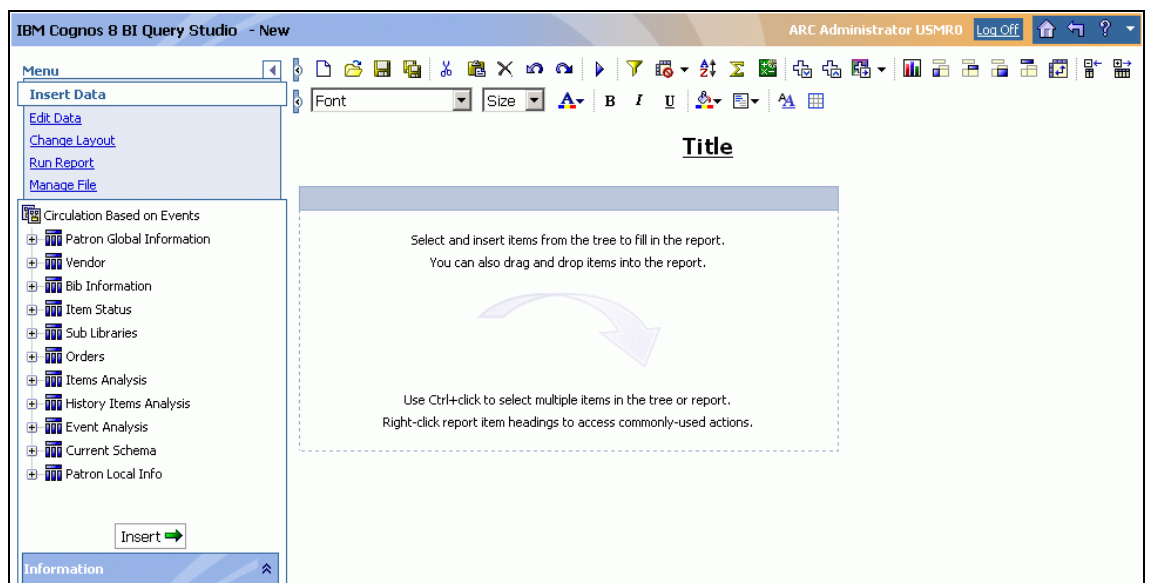 IBM Cognos 8 BI Query Studio - New
ARC Administrator USMR0 Log Off ?
Menu
Insert Data
Edit Data
Change Layout
Run Report
Manage File
Font Size A B I U AA
Title
Circulation Based on Events
Patron Global Information
Vendor
Bib Information
Item Status
Sub Libraries
Orders
Items Analysis
History Items Analysis
Event Analysis
Current Schema
Patron Local Info
Select and insert items from the tree to fill in the report.
You can also drag and drop items into the report.
Use Ctrl+click to select multiple items in the tree or report.
Right-click report item headings to access commonly-used actions.
Insert
Information